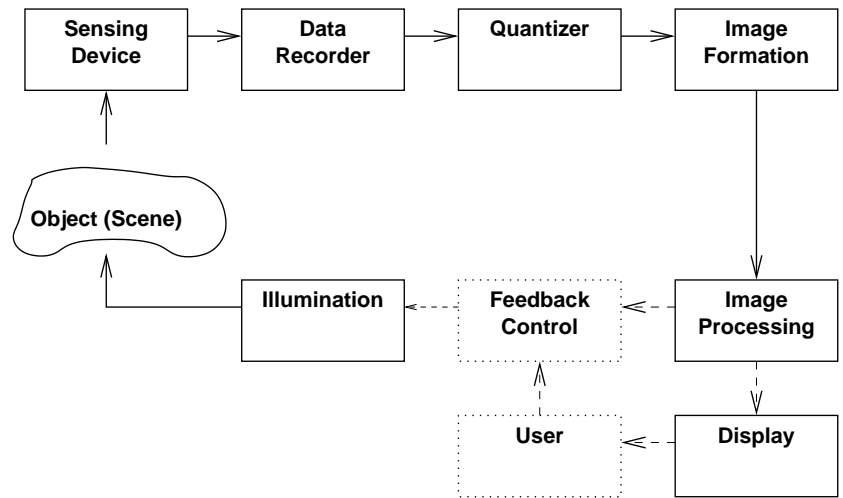 Sensing
Device
Data
Recorder
Quantizer
Image
Formation
Object (Scene)
Illumination
Feedback
Control
Image
Processing
User
Display